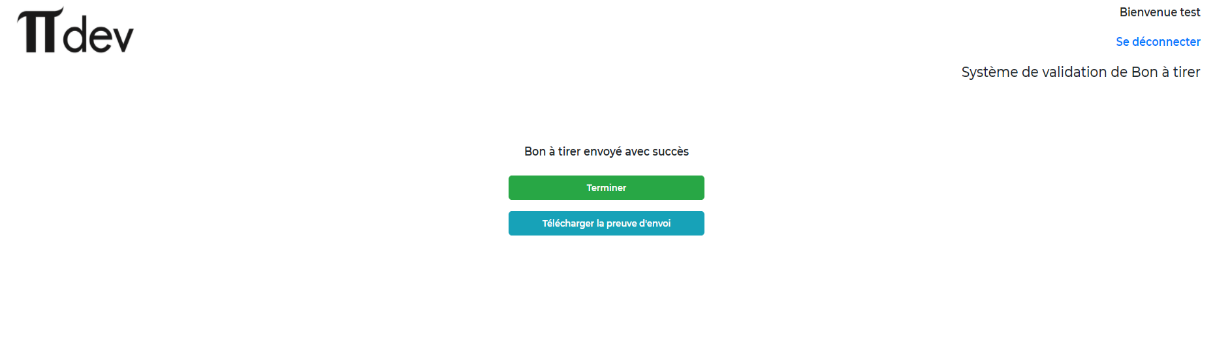 πdev
Bienvenue test
Se déconnecter
Système de validation de Bon à tirer
Bon à tirer envoyé avec succès
Terminer
Télécharger la preuve d'envoi